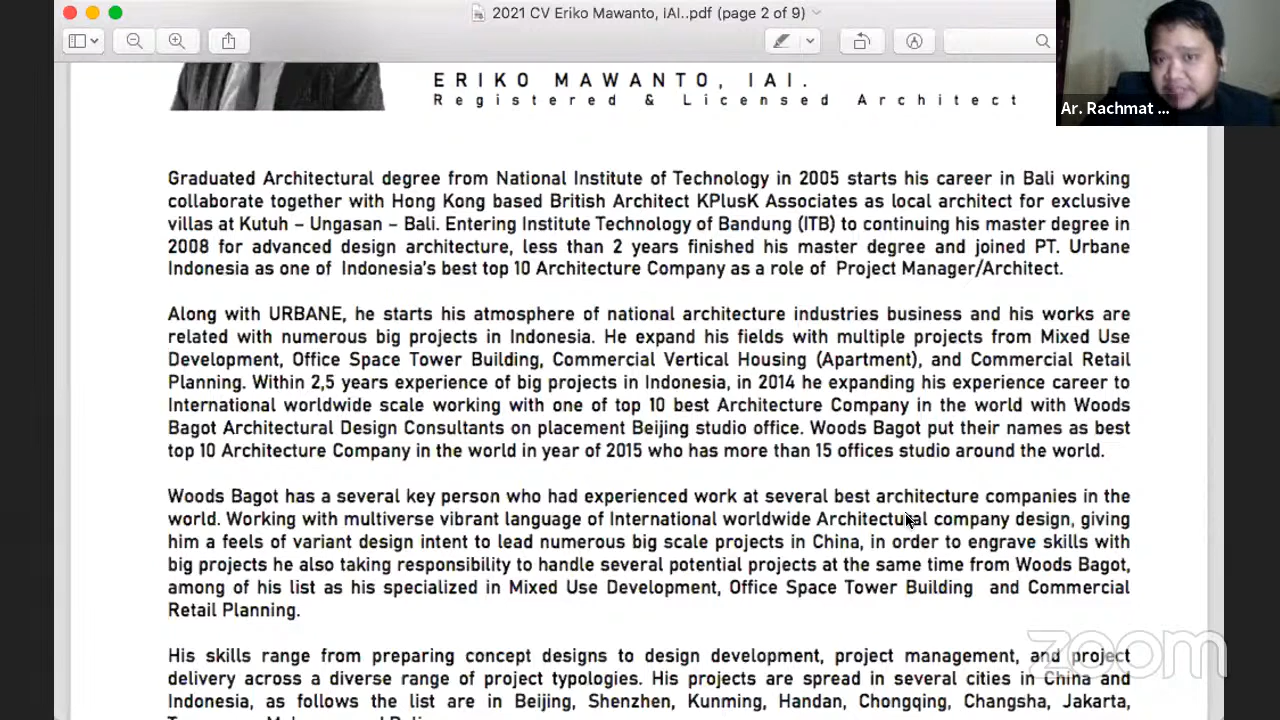 2021 CV Eriko Mawanto, iAI..pdf (page 2 of 9)
Ar. Rachmat ...
ERIKO MAWANTO, IAI.
Registered & Licensed Architect
Graduated Architectural degree from National Institute of Technology in 2005 starts his career in Bali working
collaborate together with Hong Kong based British Architect KPlusK Associates as local architect for exclusive
villas at Kutuh – Ungasan – Bali. Entering Institute Technology of Bandung (ITB) to continuing his master degree in
2008 for advanced design architecture, less than 2 years finished his master degree and joined PT. Urbane
Indonesia as one of Indonesia's best top 10 Architecture Company as a role of Project Manager/Architect.
Along with URBANE, he starts his atmosphere of national architecture industries business and his works are
related with numerous big projects in Indonesia. He expand his fields with multiple projects from Mixed Use
Development, Office Space Tower Building, Commercial Vertical Housing (Apartment), and Commercial Retail
Planning. Within 2,5 years experience of big projects in Indonesia, in 2014 he expanding his experience career to
International worldwide scale working with one of top 10 best Architecture Company in the world with Woods
Bagot Architectural Design Consultants on placement Beijing studio office. Woods Bagot put their names as best
top 10 Architecture Company in the world in year of 2015 who has more than 15 offices studio around the world.
Woods Bagot has a several key person who had experienced work at several best architecture companies in the
world. Working with multiverse vibrant language of International worldwide Architectural company design, giving
him a feels of variant design intent to lead numerous big scale projects in China, in order to engrave skills with
big projects he also taking responsibility to handle several potential projects at the same time from Woods Bagot,
among of his list as his specialized in Mixed Use Development, Office Space Tower Building and Commercial
Retail Planning.
His skills range from preparing concept designs to design development, project management, and project
delivery across a diverse range of project typologies. His projects are spread in several cities in China and
Indonesia, as follows the list are in Beijing, Shenzhen, Kunming, Handan, Chongqing, Changsha, Jakarta,
zoom